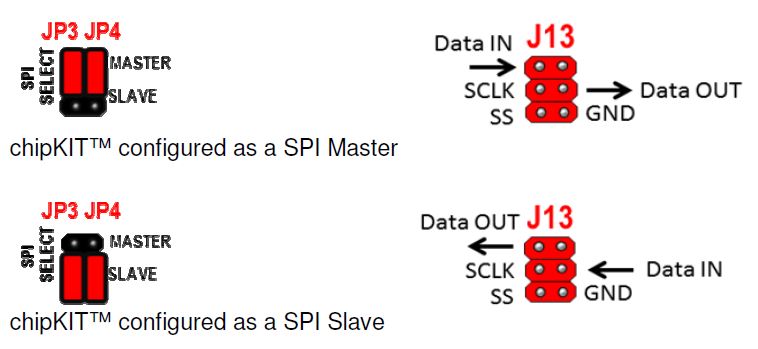 JP3 JP4
SPI
SELECT
MASTER
SLAVE
chipKIT™ configured as a SPI Master
Data IN J13
SCLK
Data OUT
SS
GND
JP3 JP4
SPI
SELECT
MASTER
SLAVE
chipKIT™ configured as a SPI Slave
Data OUT J13
SCLK
Data IN
SS
GND